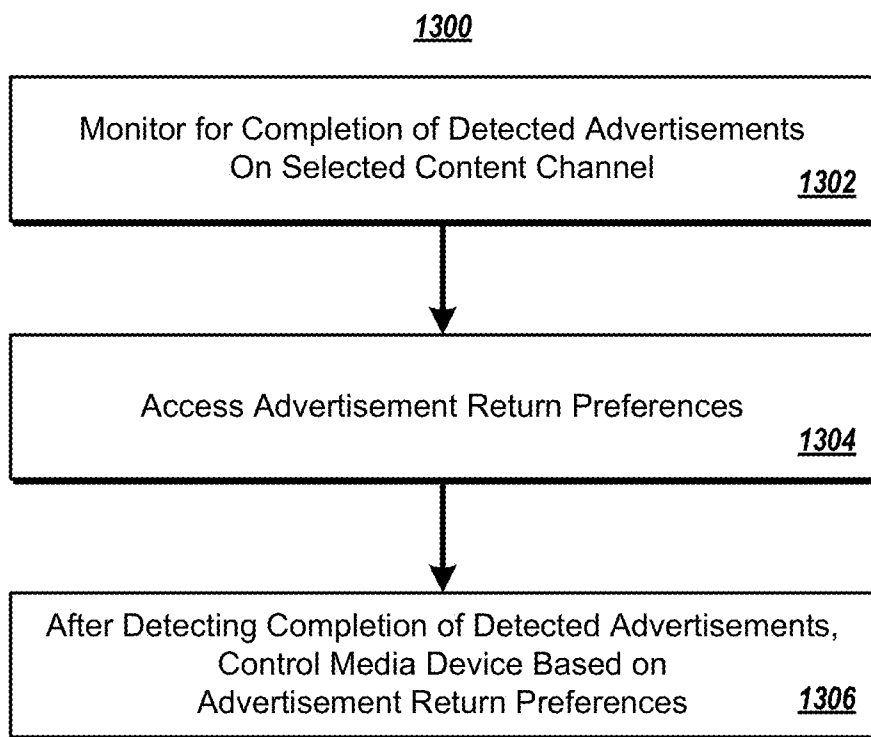 1300
Monitor for Completion of Detected Advertisements
On Selected Content Channel
1302
Access Advertisement Return Preferences
1304
After Detecting Completion of Detected Advertisements,
Control Media Device Based on
Advertisement Return Preferences
1306